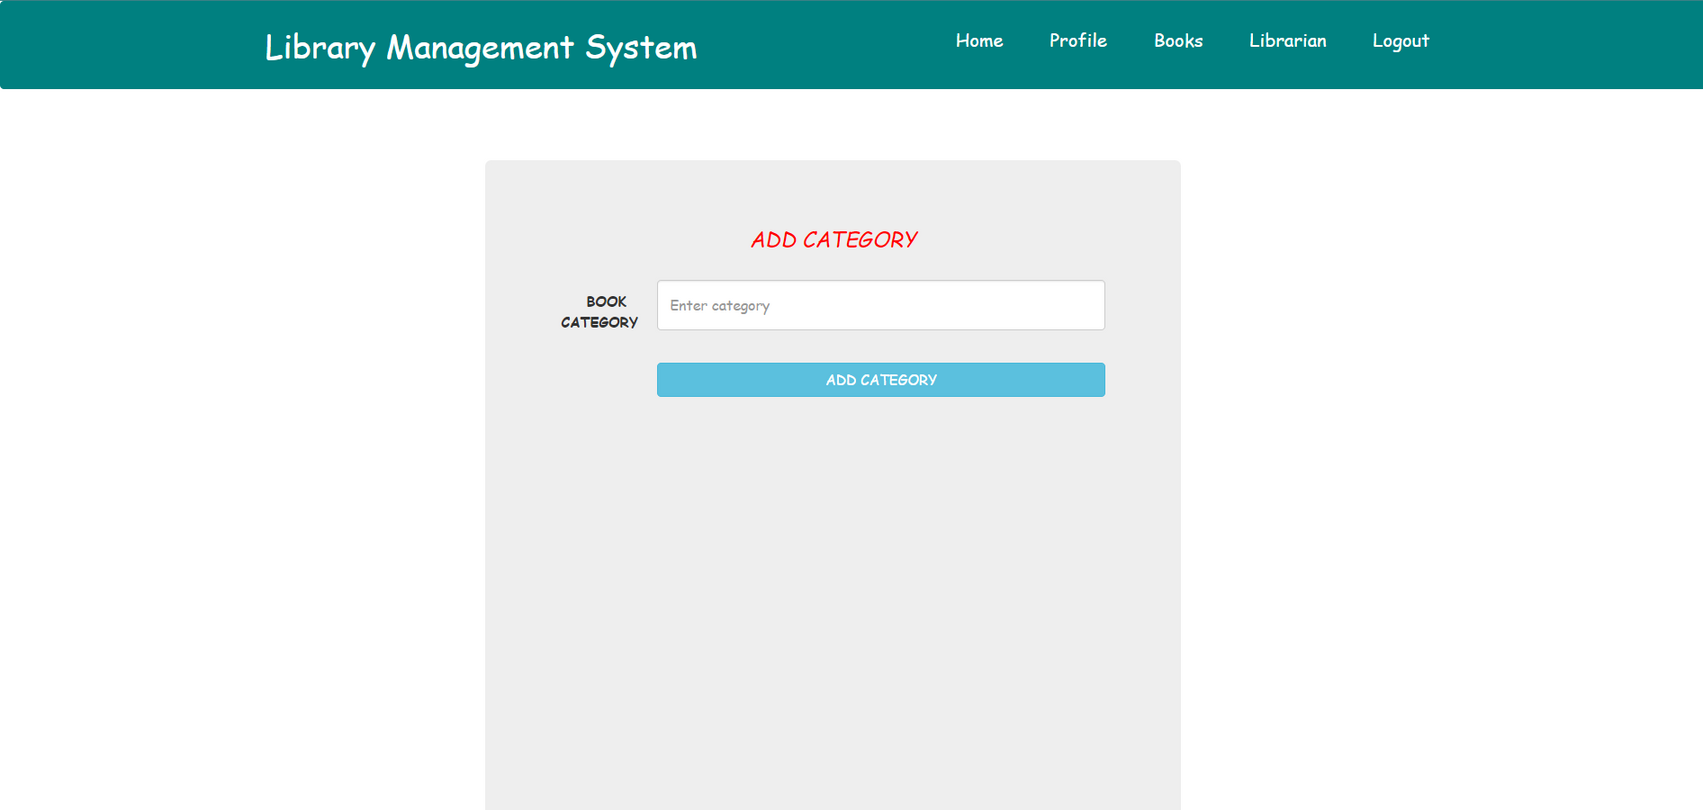 Library Management System
Home Profile Books Librarian Logout
ADD CATEGORY
BOOK
CATEGORY
Enter category
ADD CATEGORY